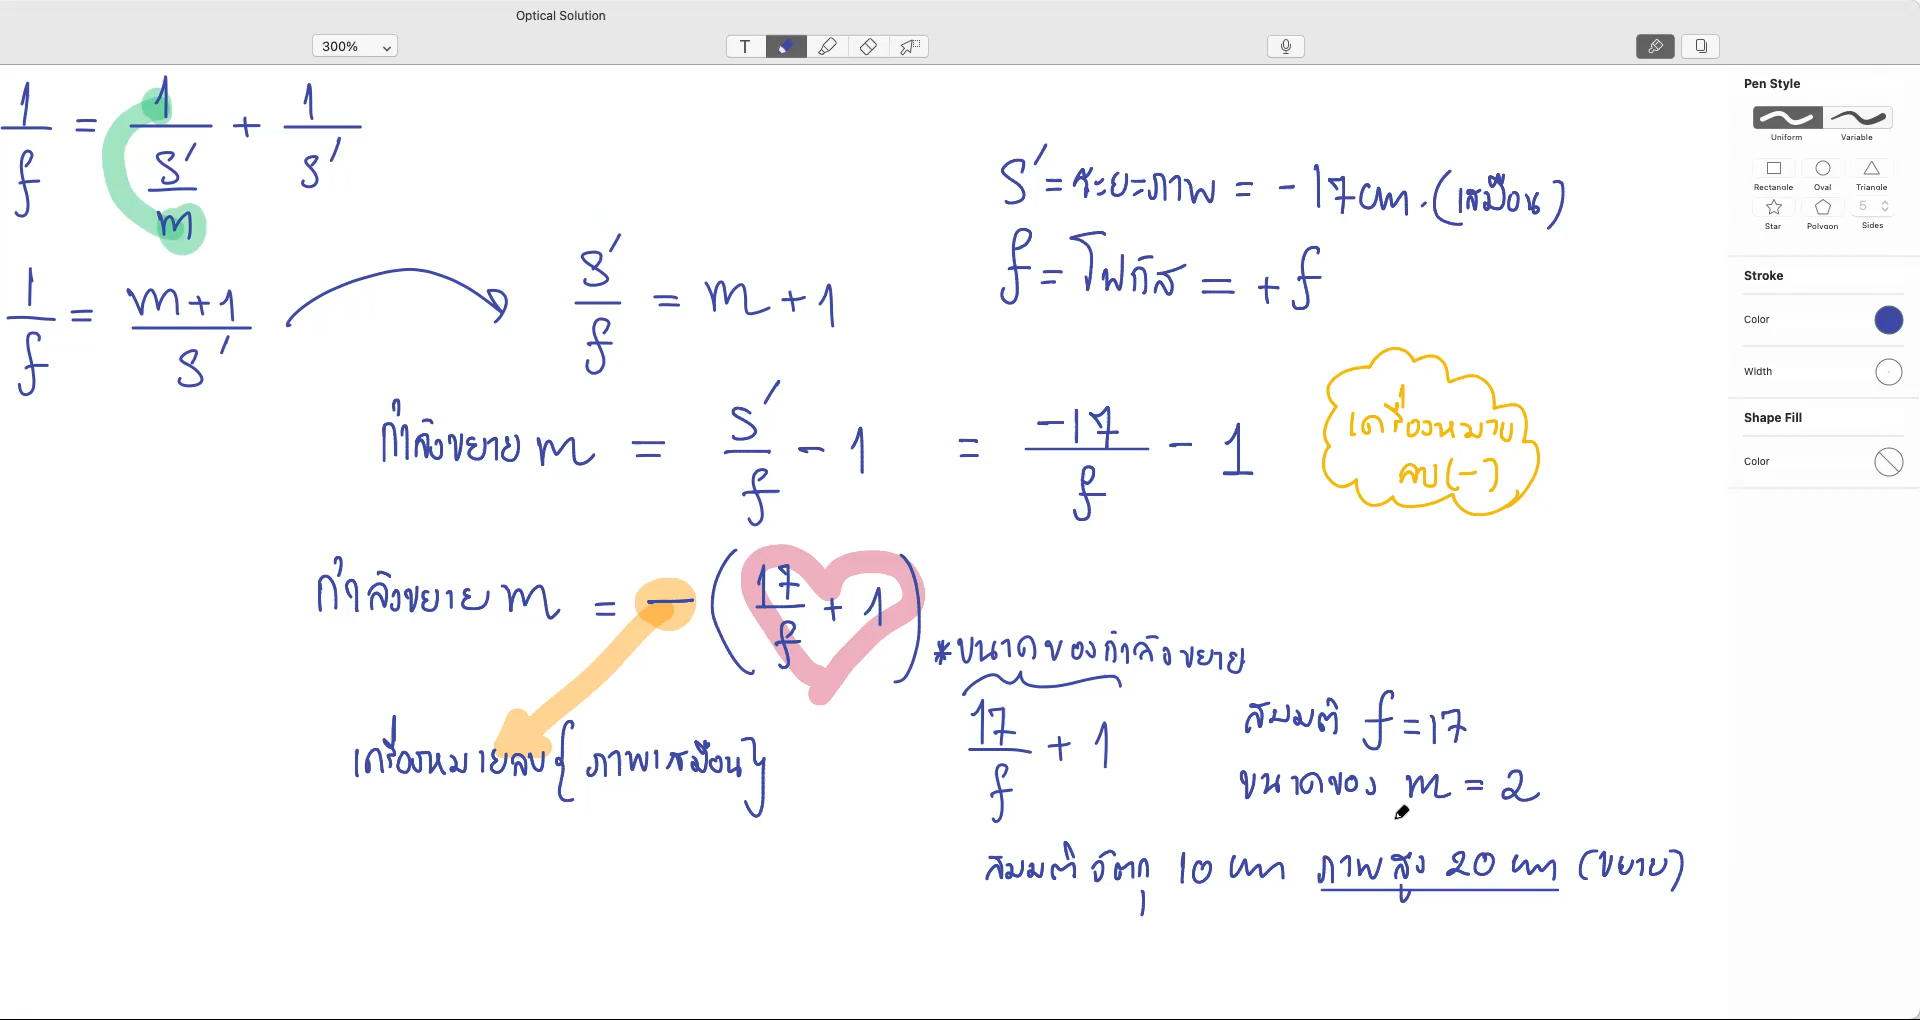 Optical Solution
300%
T
Pen Style
Uniform
Variable
Rectangle
Oval
Triangle
Star
Polygon
5
Sides
Stroke
Color
Width
Shape Fill
Color
1/f = 1/(s'/m) + 1/s'
1/f = (m+1)/s'
s'/f = m + 1
s' = ระยะภาพ = -17 cm. (เสมือน)
f = โฟกัส = +f
กำลังขยาย m = s'/f - 1 = -17/f - 1
เครื่องหมาย
ลบ (-)
กำลังขยาย m = - (17/f + 1)
*ขนาดของกำลังขยาย
17/f + 1
เครื่องหมายลบ {ภาพเสมือน}
สมมติ f = 17
ขนาดของ m = 2
สมมติ วัตถุ 10 cm ภาพสูง 20 cm (ขยาย)